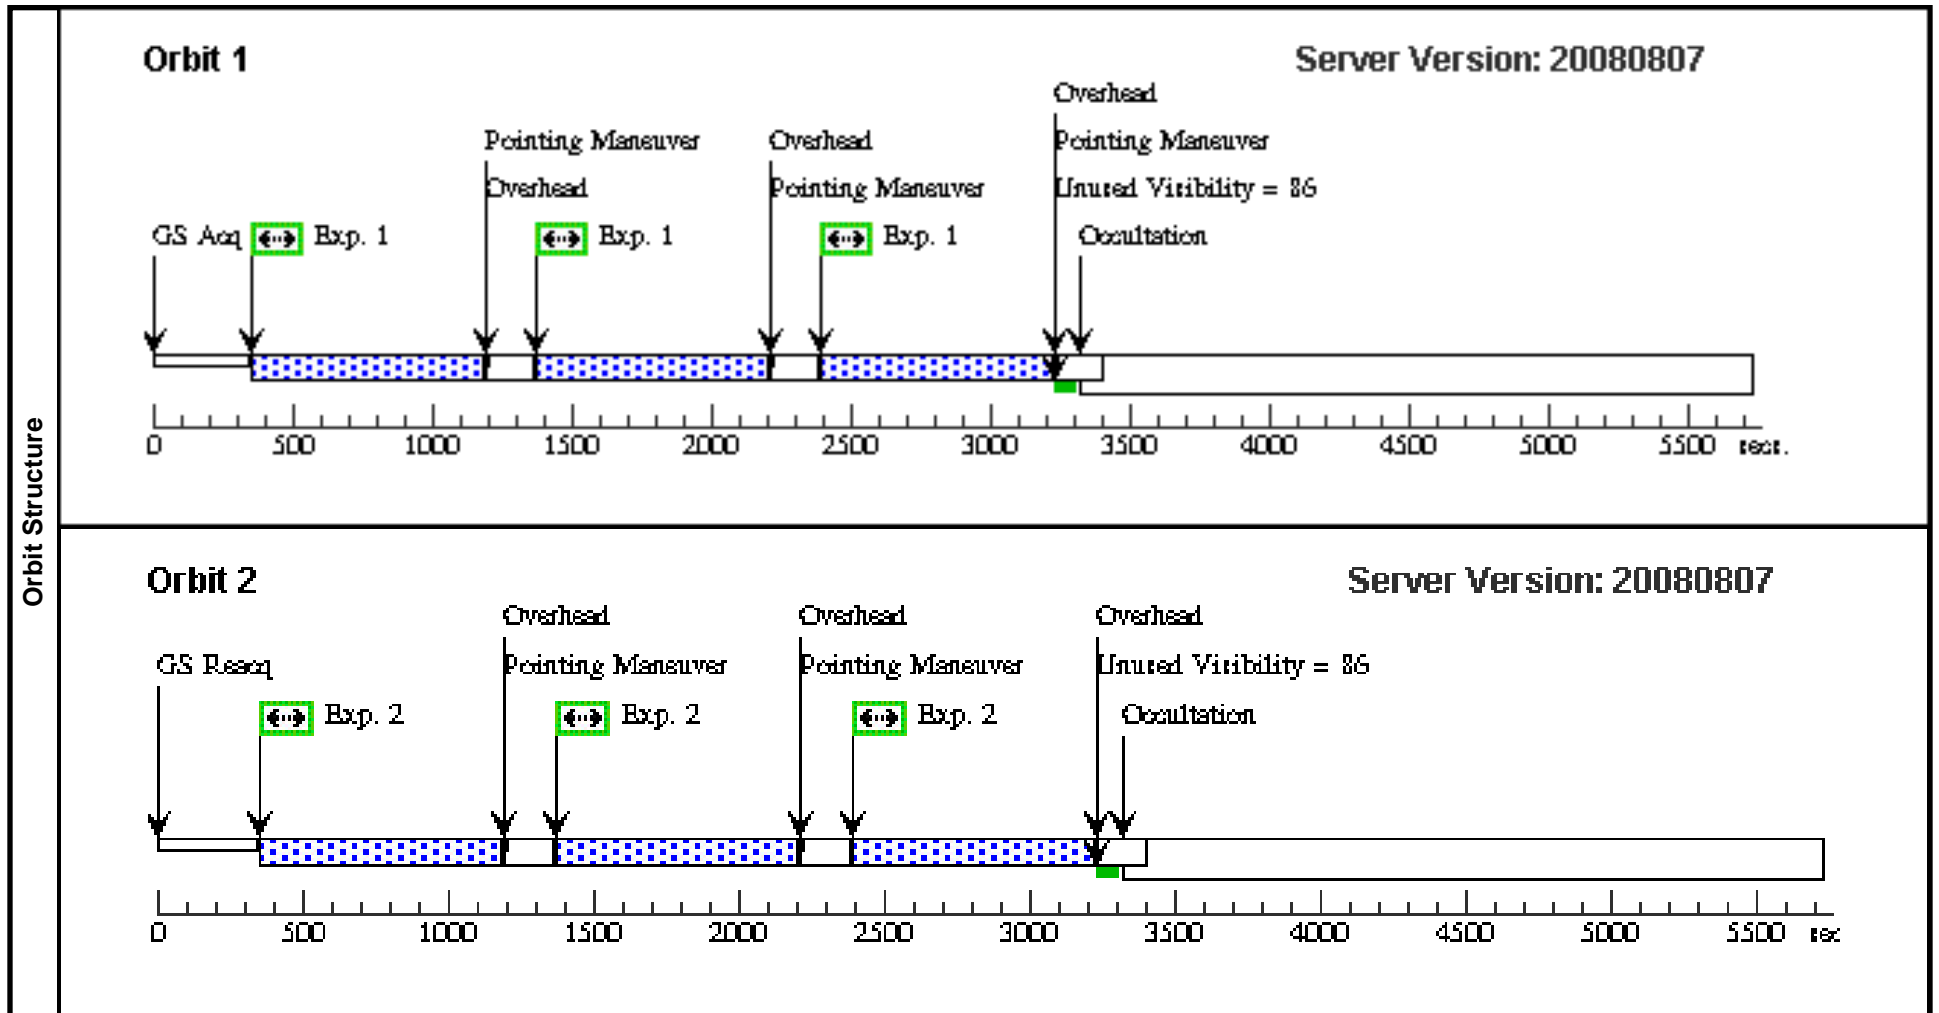 Orbit Structure
Orbit 1
Server Version: 20080807
Overhead
Pointing Maneuver
Overhead
Pointing Maneuver
Overhead
Pointing Maneuver
Unused Visibility = 86
GS Acq
Exp. 1
Exp. 1
Exp. 1
Occultation
0 500 1000 1500 2000 2500 3000 3500 4000 4500 5000 5500 secs.
Orbit 2
Server Version: 20080807
Overhead
Overhead
Overhead
GS Reacq
Pointing Maneuver
Pointing Maneuver
Unused Visibility = 86
Exp. 2
Exp. 2
Exp. 2
Occultation
0 500 1000 1500 2000 2500 3000 3500 4000 4500 5000 5500 sec